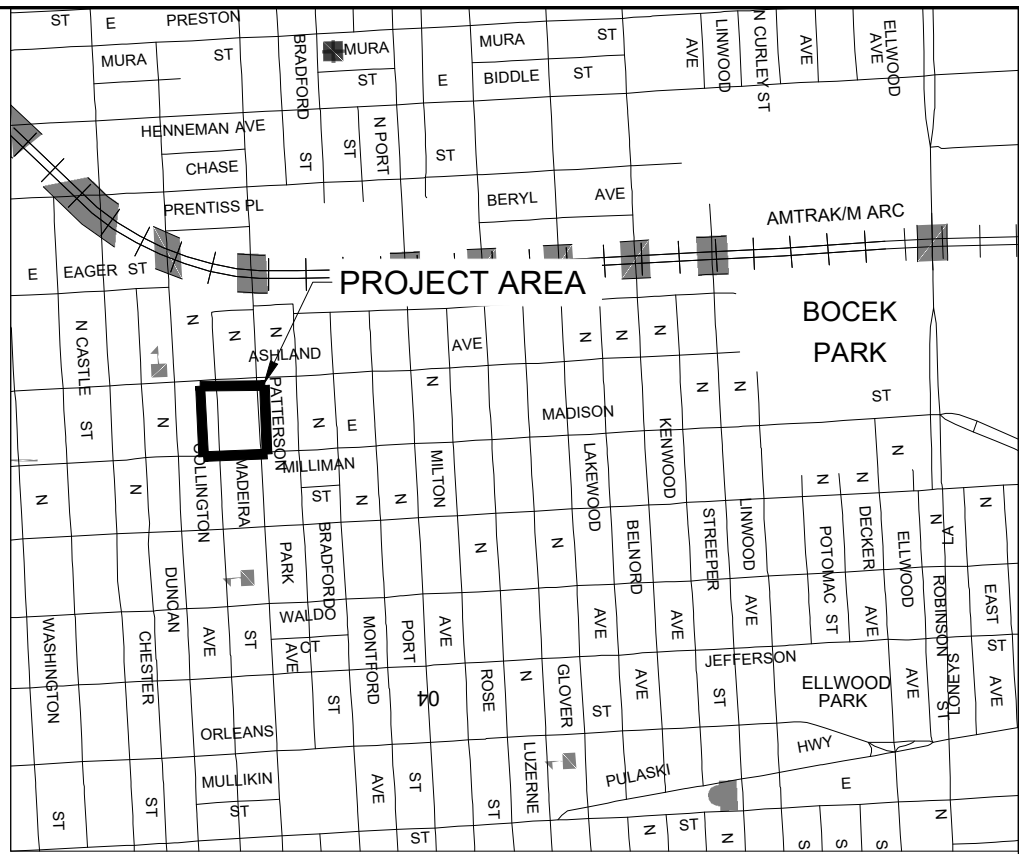 ST E PRESTON
MURA ST
BRADFORD
ST
MURA
ST
E
MURA ST
BIDDLE ST
AVE
LINWOOD
N CURLEY ST
AVE
ELLWOOD
AVE
HENNEMAN AVE
CHASE
PRENTISS PL
ST
N PORT
ST
BERYL AVE
AMTRAK/M ARC
E EAGER ST
PROJECT AREA
BOCEK
PARK
N CASTLE
ST
N
N
N
ASHLAND
AVE
N
N
N
N
N
N
ST
MADISON
N
COLLINGTON
MADEIRA
PATTERSON
N
E
MILLIMAN
ST
N
N
MILTON
LAKEWOOD
KENWOOD
N
N
N
DUNCAN
PARK
BRADFORD
N
N
BELNORD
STREEPER
LINWOOD
N
N
POTOMAC ST
DECKER
ELLWOOD
N
N
LA
N
WASHINGTON
CHESTER
AVE
ST
WALDO
CT
AVE
MONTFORD
PORT
AVE
ROSE
N
GLOVER
AVE
AVE
AVE
AVE
ROBINSON
ST
EAST
AVE
ST
LONEYS
AVE
JEFFERSON
ST
ELLWOOD
PARK
04
ST
ORLEANS
ST
HWY
MULLIKIN
ST
PULASKI
E
LUZERNE
ST
ST
AVE
ST
ST
ST
N
ST
N
S
S
S
N